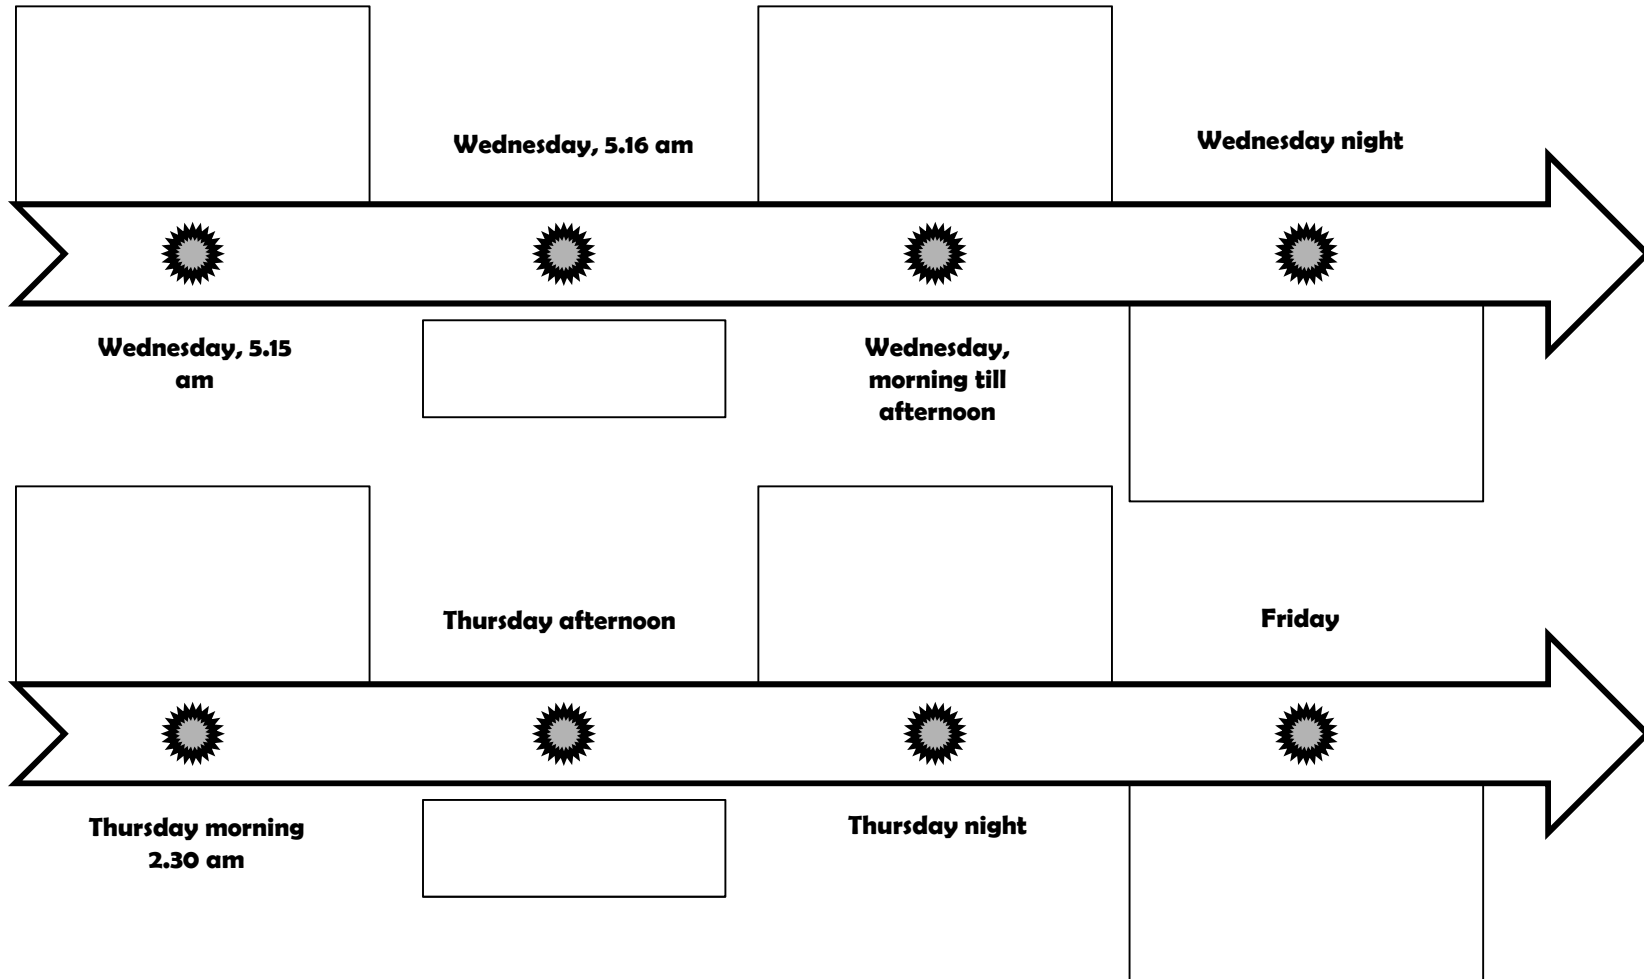 Wednesday, 5.16 am
Wednesday night
Wednesday, 5.15
am
Wednesday,
morning till
afternoon
Thursday afternoon
Friday
Thursday morning
2.30 am
Thursday night